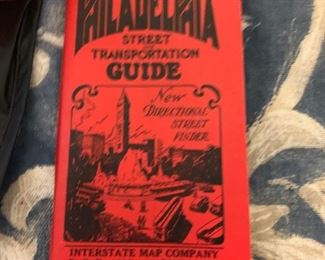 PHILADELPHIA
STREET
AND
TRANSPORTATION
GUIDE
New
DIRECTIONAL
STREET
FINDER
INTERSTATE MAP COMPANY